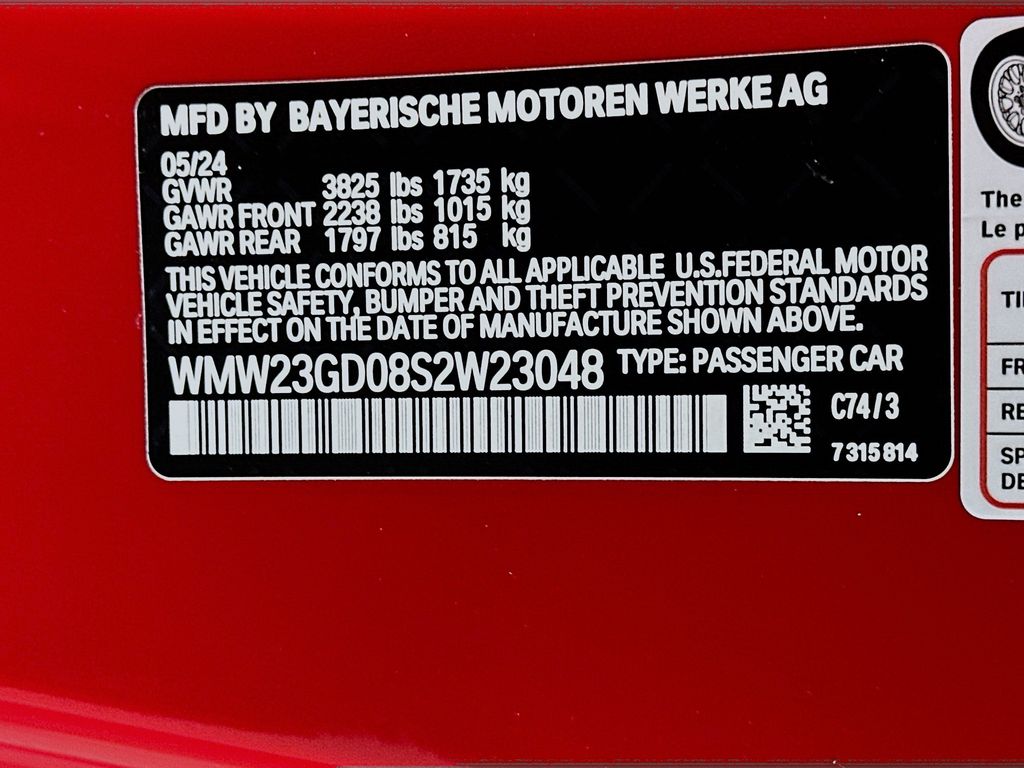 MFD BY BAYERISCHE MOTOREN WERKE AG
05/24
GVWR 3825 lbs 1735 kg
GAWR FRONT 2238 lbs 1015 kg
GAWR REAR 1797 lbs 815 kg
THIS VEHICLE CONFORMS TO ALL APPLICABLE U.S.FEDERAL MOTOR
VEHICLE SAFETY, BUMPER AND THEFT PREVENTION STANDARDS
IN EFFECT ON THE DATE OF MANUFACTURE SHOWN ABOVE.
WMW23GD08S2W23048 TYPE: PASSENGER CAR
C74/3
7315814
The
Le p
TI
FR
RE
SP
DE